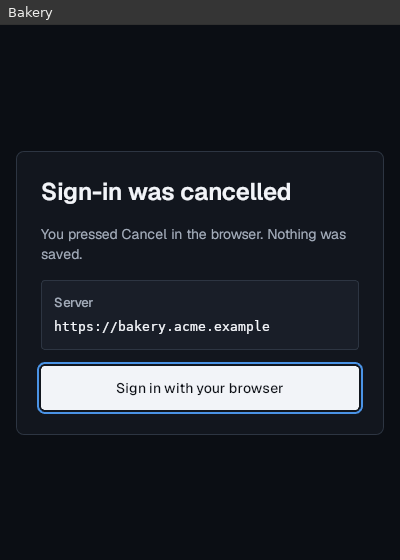 Bakery
Sign-in was cancelled
You pressed Cancel in the browser. Nothing was
saved.
Server
https://bakery.acme.example
Sign in with your browser